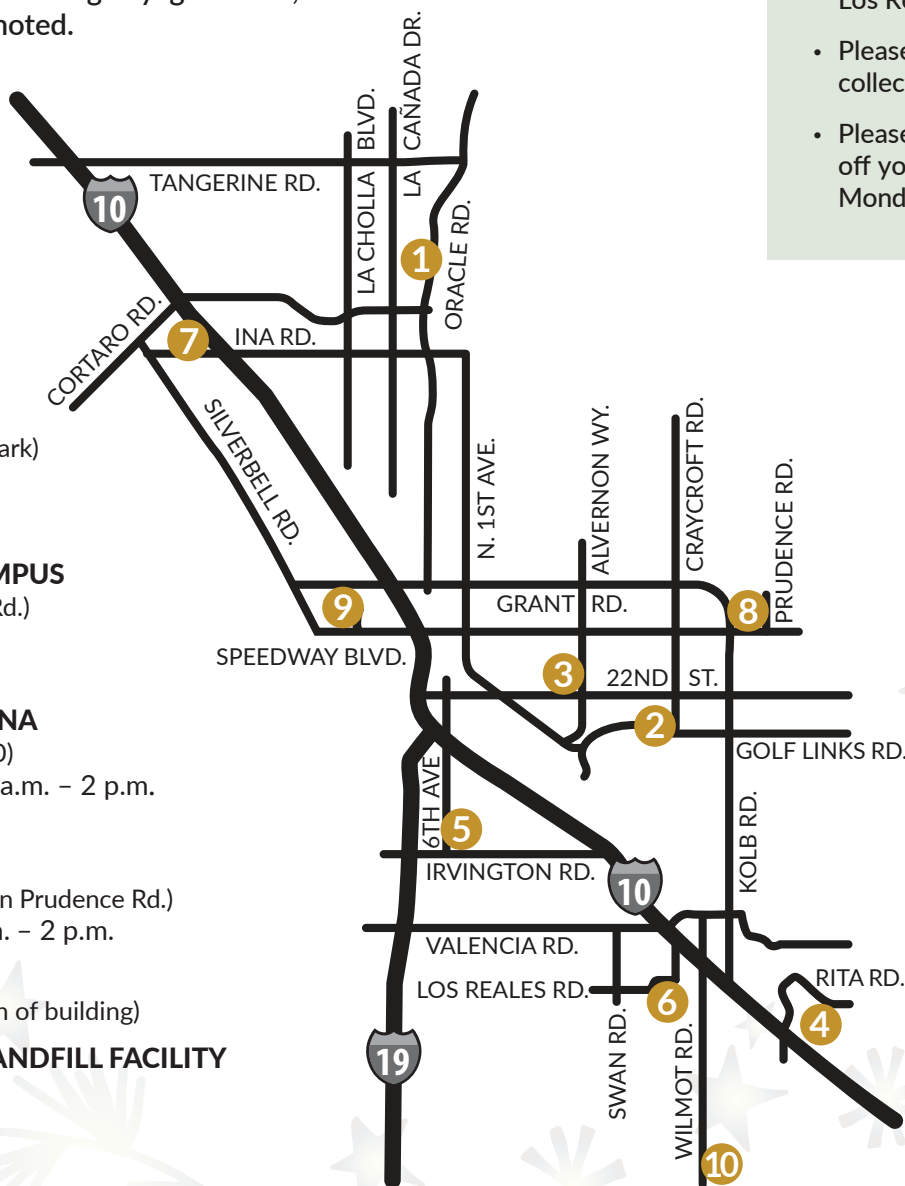 noted.
Please
collec
Please
off yo
Mond
LA CHOLLA BLVD.
LA CAÑADA DR.
TANGERINE RD.
10
ORACLE RD.
1
CORTARO RD.
7
INA RD.
SILVERBELL RD.
ark)
N. 1ST AVE.
ALVERNON WY.
CRAYCROFT RD.
PRUDENCE RD.
MPUS
Rd.)
9
GRANT RD.
8
SPEEDWAY BLVD.
3
22ND ST.
2
NA
0)
GOLF LINKS RD.
a.m. – 2 p.m.
6TH AVE
5
KOLB RD.
IRVINGTON RD.
10
n Prudence Rd.)
. – 2 p.m.
VALENCIA RD.
RITA RD.
LOS REALES RD.
6
4
n of building)
ANDFILL FACILITY
19
SWAN RD.
WILMOT RD.
10